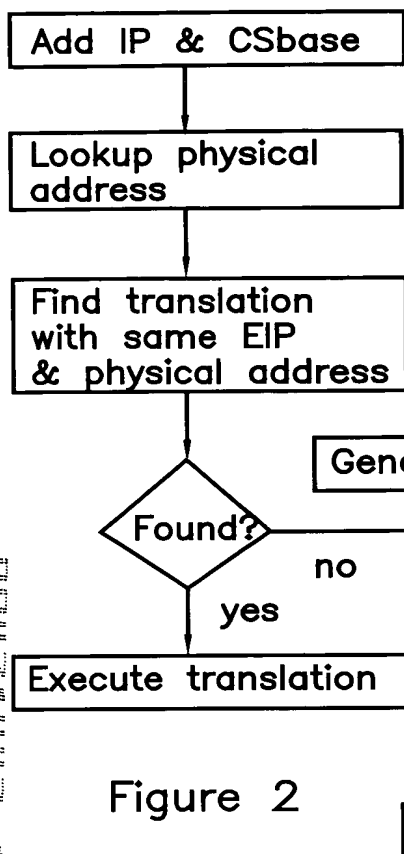 Add IP & CSbase
Lookup physical
address
Find translation
with same EIP
& physical address
Found?
no
yes
Execute translation
Figure 2